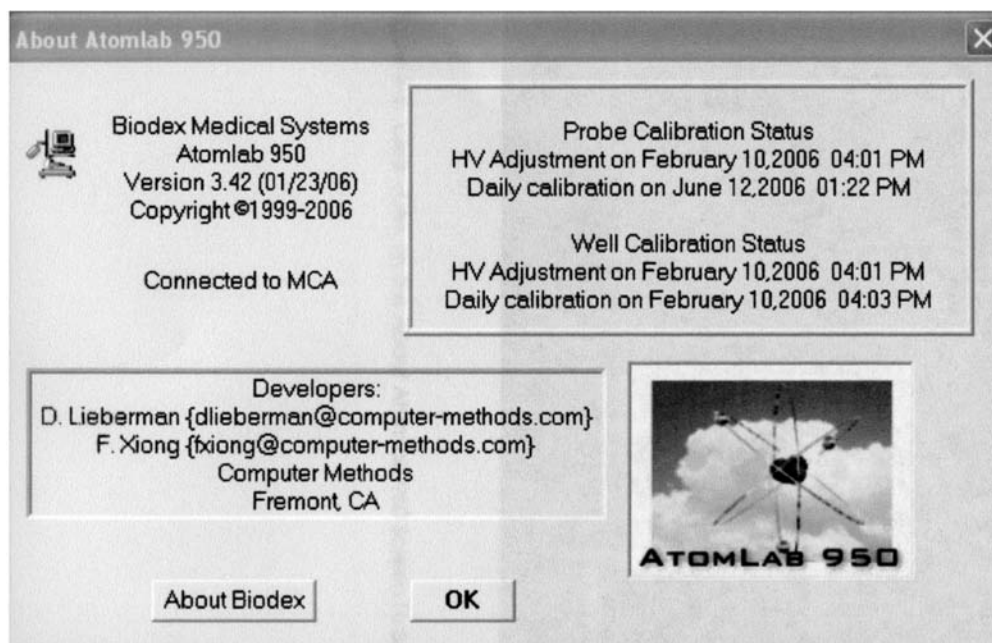 About Atomlab 950
Biodex Medical Systems
Atomlab 950
Version 3.42 (01/23/06)
Copyright ©1999-2006
Connected to MCA
Probe Calibration Status
HV Adjustment on February 10,2006 04:01 PM
Daily calibration on June 12,2006 01:22 PM
Well Calibration Status
HV Adjustment on February 10,2006 04:01 PM
Daily calibration on February 10,2006 04:03 PM
Developers:
D. Lieberman {dlieberman@computer-methods.com}
F. Xiong {fxiong@computer-methods.com}
Computer Methods
Fremont, CA
ATOMLAB 950
About Biodex
OK